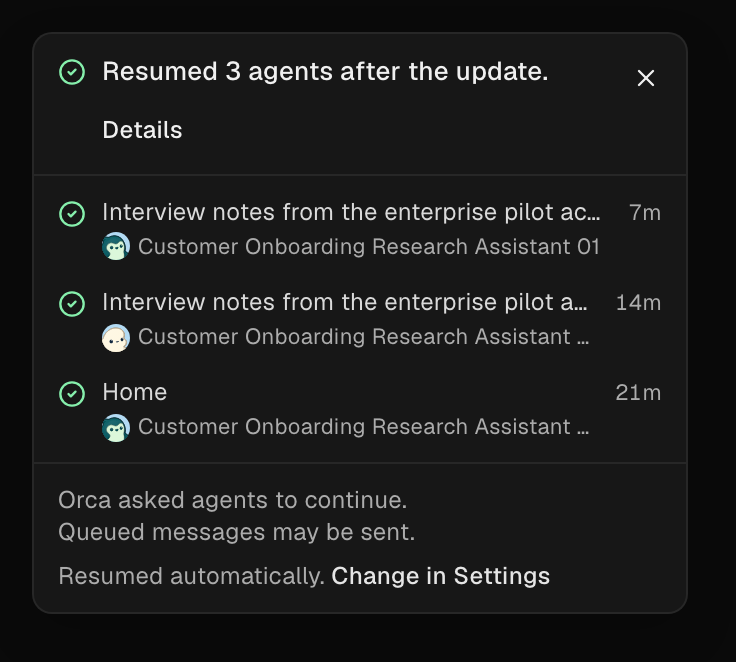 Resumed 3 agents after the update.
Details
Interview notes from the enterprise pilot ac... 7m
Customer Onboarding Research Assistant 01
Interview notes from the enterprise pilot a... 14m
Customer Onboarding Research Assistant ...
Home 21m
Customer Onboarding Research Assistant ...
Orca asked agents to continue.
Queued messages may be sent.
Resumed automatically. Change in Settings